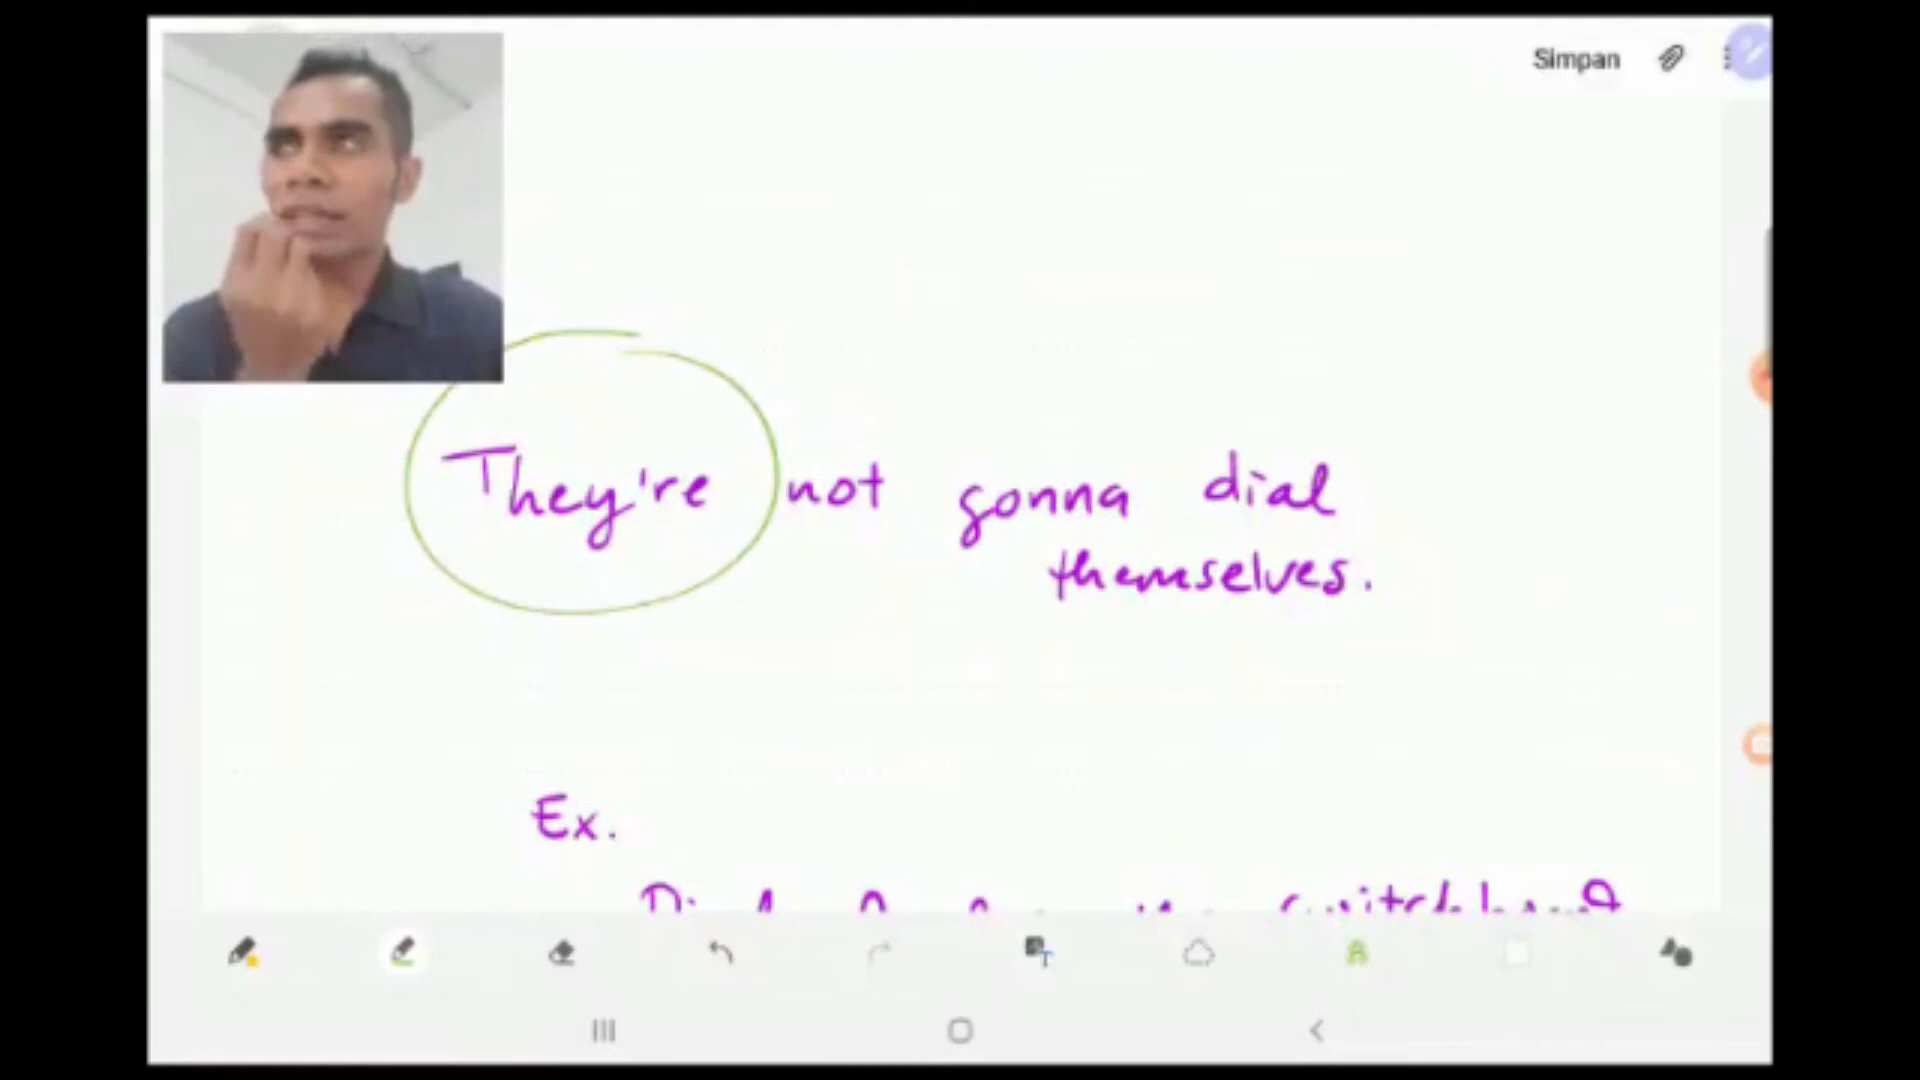 Simpan
They're not gonna dial
themselves.
Ex.